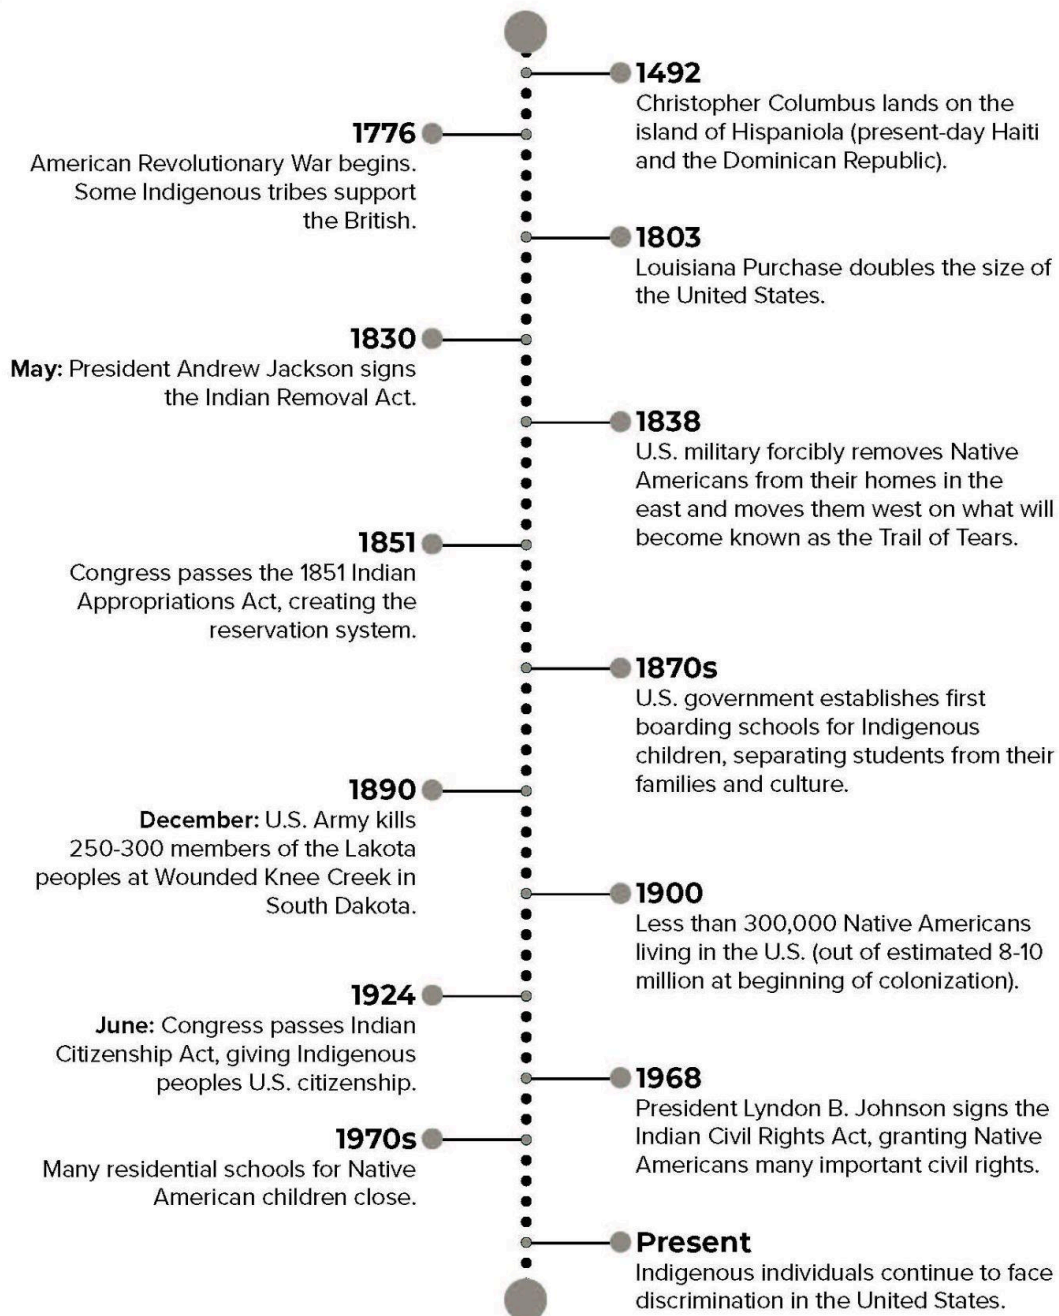 1492
Christopher Columbus lands on the
island of Hispaniola (present-day Haiti
and the Dominican Republic).
1776
American Revolutionary War begins.
Some Indigenous tribes support
the British.
1803
Louisiana Purchase doubles the size of
the United States.
1830
May: President Andrew Jackson signs
the Indian Removal Act.
1838
U.S. military forcibly removes Native
Americans from their homes in the
east and moves them west on what will
become known as the Trail of Tears.
1851
Congress passes the 1851 Indian
Appropriations Act, creating the
reservation system.
1870s
U.S. government establishes first
boarding schools for Indigenous
children, separating students from their
families and culture.
1890
December: U.S. Army kills
250-300 members of the Lakota
peoples at Wounded Knee Creek in
South Dakota.
1900
Less than 300,000 Native Americans
living in the U.S. (out of estimated 8-10
million at beginning of colonization).
1924
June: Congress passes Indian
Citizenship Act, giving Indigenous
peoples U.S. citizenship.
1968
President Lyndon B. Johnson signs the
Indian Civil Rights Act, granting Native
Americans many important civil rights.
1970s
Many residential schools for Native
American children close.
Present
Indigenous individuals continue to face
discrimination in the United States.